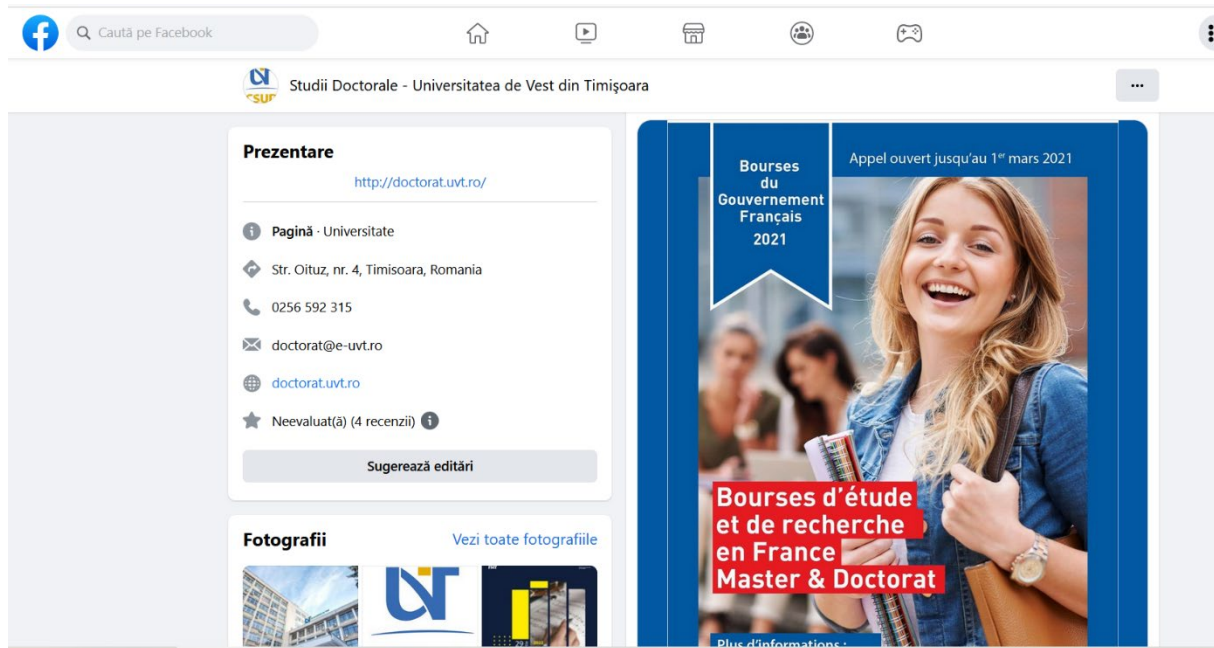 Caută pe Facebook
Studii Doctorale - Universitatea de Vest din Timișoara
Prezentare
http://doctorat.uvt.ro/
Pagină · Universitate
Str. Oituz, nr. 4, Timisoara, Romania
0256 592 315
doctorat@e-uvt.ro
doctorat.uvt.ro
Neevaluat(ă) (4 recenzii)
Sugerează editări
Fotografii
Vezi toate fotografiile
Bourses
du
Gouvernement
Français
2021
Appel ouvert jusqu'au 1er mars 2021
Bourses d'étude
et de recherche
en France
Master & Doctorat
Plus d'informations :